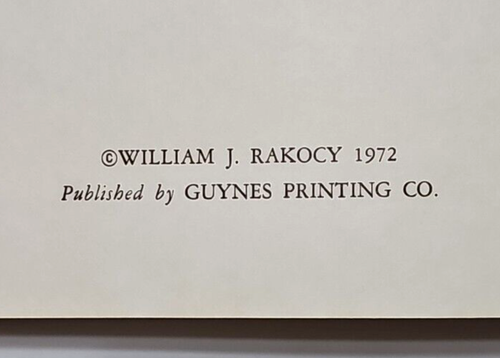 ©WILLIAM J. RAKOCY 1972
Published by GUYNES PRINTING CO.